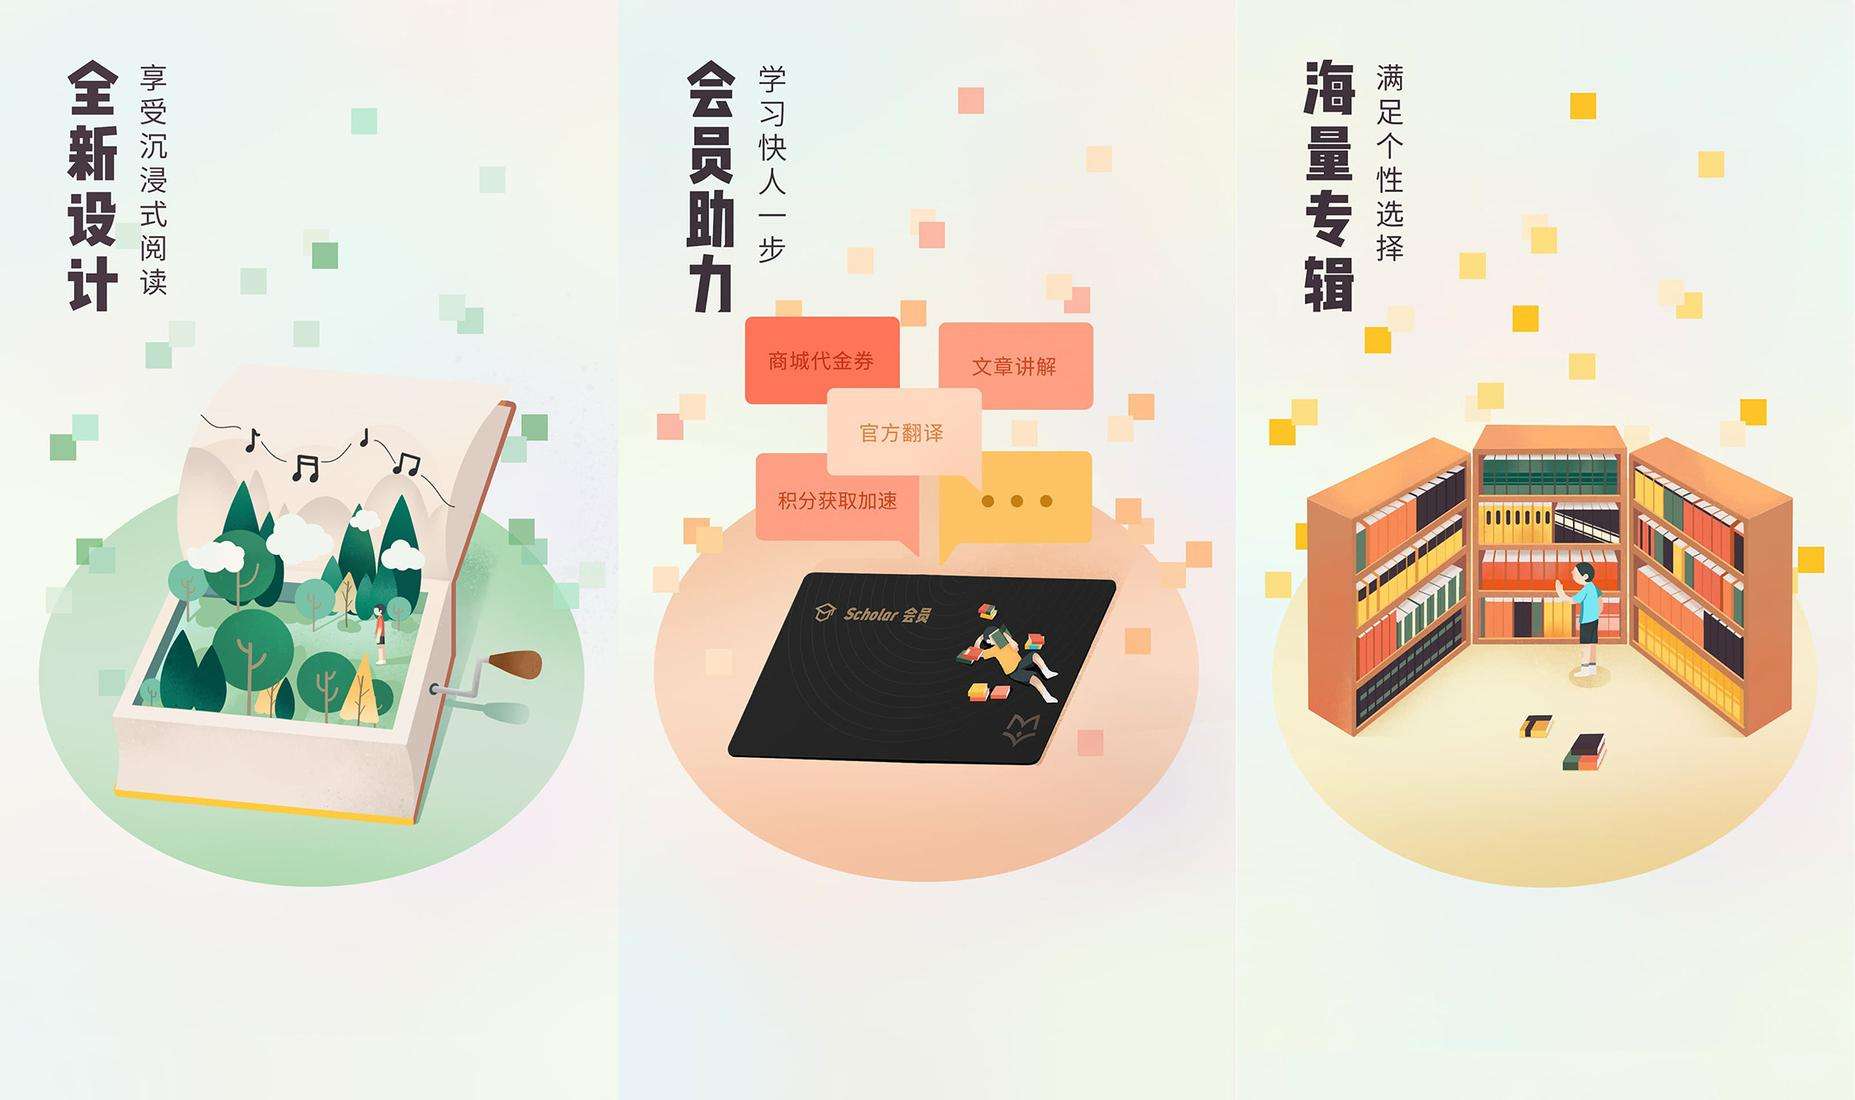 全新设计
享受沉浸式阅读
会员助力
学习快人一步
商城代金券
文章讲解
官方翻译
积分获取加速
Scholar 会员
海量专辑
满足个性选择